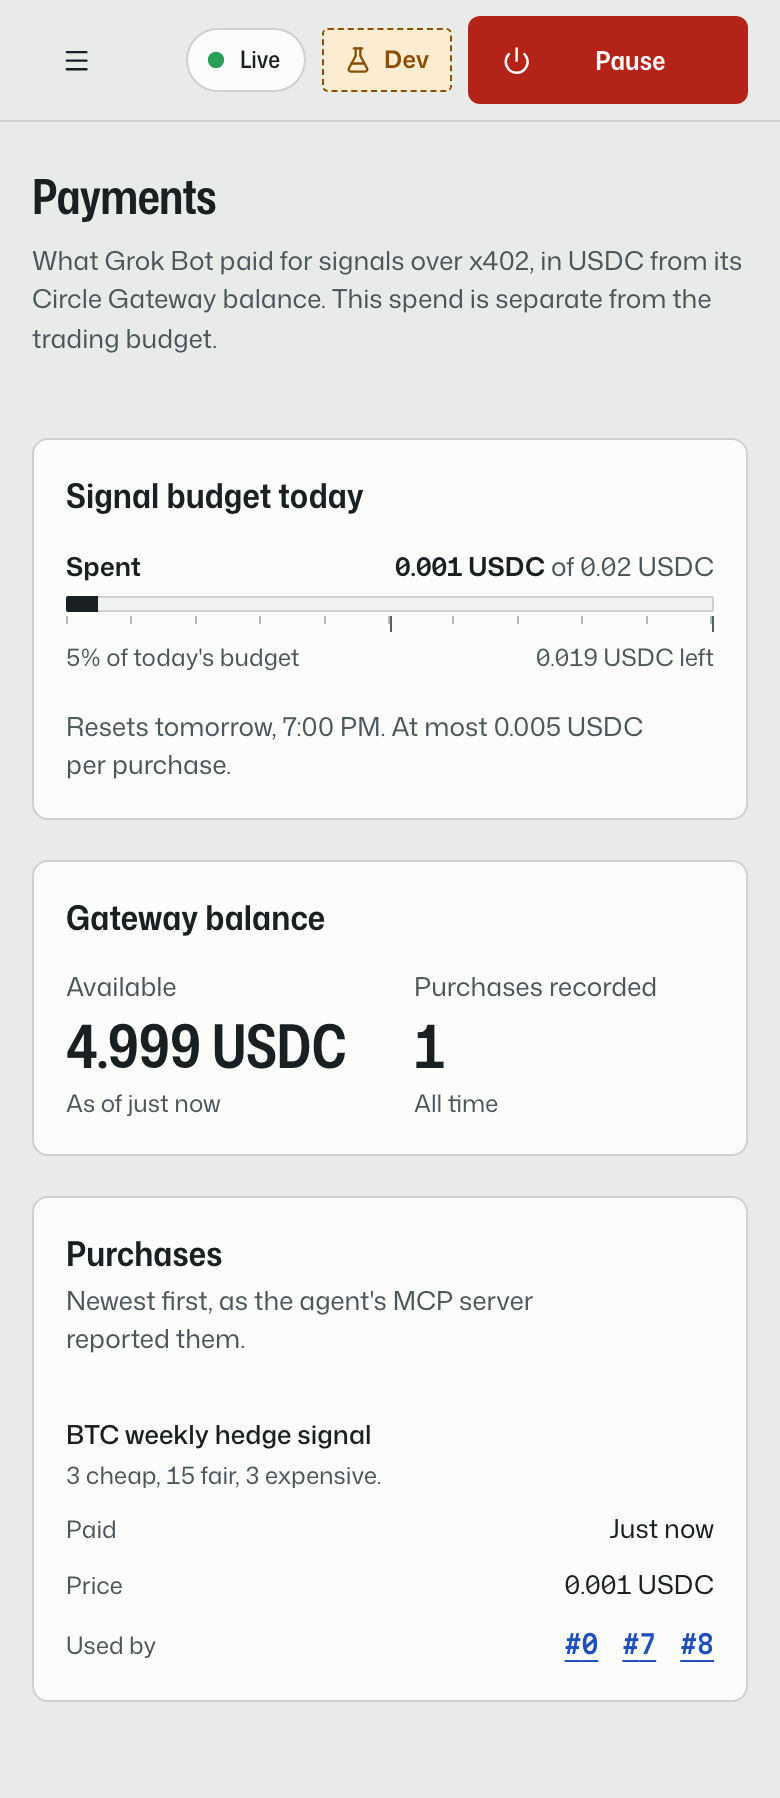 Live
Dev
Pause
Payments
What Grok Bot paid for signals over x402, in USDC from its
Circle Gateway balance. This spend is separate from the
trading budget.
Signal budget today
Spent
0.001 USDC of 0.02 USDC
5% of today's budget
0.019 USDC left
Resets tomorrow, 7:00 PM. At most 0.005 USDC
per purchase.
Gateway balance
Available
Purchases recorded
4.999 USDC
1
As of just now
All time
Purchases
Newest first, as the agent's MCP server
reported them.
BTC weekly hedge signal
3 cheap, 15 fair, 3 expensive.
Paid
Just now
Price
0.001 USDC
Used by
#0 #7 #8